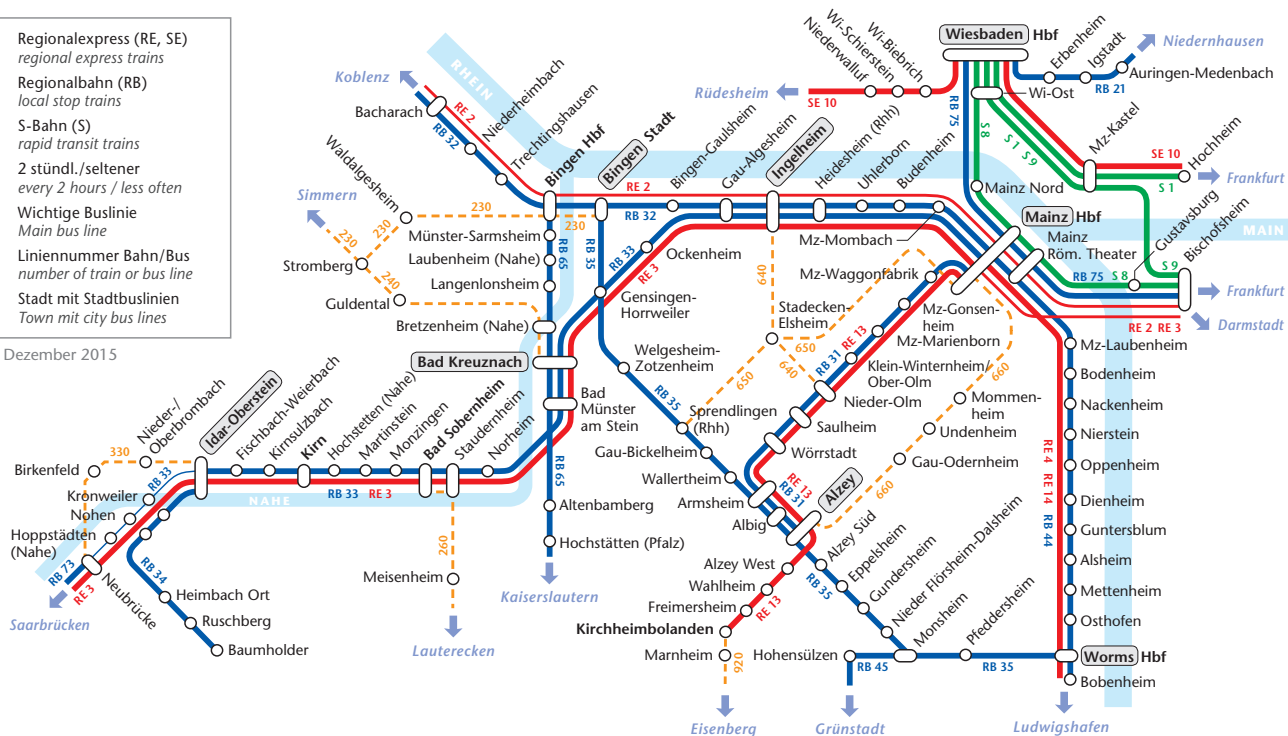 Regionalexpress (RE, SE)
regional express trains
Regionalbahn (RB)
local stop trains
S-Bahn (S)
rapid transit trains
2 stündl./seltener
every 2 hours / less often
Wichtige Buslinie
Main bus line
Liniennummer Bahn/Bus
number of train or bus line
Stadt mit Stadtbuslinien
Town mit city bus lines
Dezember 2015
Koblenz
RHEIN
Bacharach
RE 2
RB 32
Niederheimbach
Trechtingshausen
Bingen Hbf
Bingen Stadt
Bingen-Gaulsheim
Gau-Algesheim
Ingelheim
Heidesheim (Rhh)
Uhlerborn
Budenheim
RE 2
RB 32
Rüdesheim
SE 10
Niederwalluf
Wi-Schierstein
Wi-Biebrich
Wiesbaden Hbf
Erbenheim
Igstadt
Niedernhausen
Auringen-Medenbach
RB 21
Wi-Ost
RB 75
S 8
S 1 S 9
Mz-Kastel
SE 10
S 1
Hochheim
Frankfurt
Mainz Nord
Mainz Hbf
Mainz
Röm. Theater
MAIN
Gustavsburg
Bischofsheim
RB 75
S 8
S 9
Frankfurt
RE 2 RE 3
Darmstadt
Waldalgesheim
Simmern
230
230
230
230
Stromberg
240
Guldental
Münster-Sarmsheim
Laubenheim (Nahe)
Langenlonsheim
Bretzenheim (Nahe)
RB 65
RB 35
RB 33
RE 3
Ockenheim
Gensingen-
Horrweiler
Welgesheim-
Zotzenheim
RB 35
Bad Kreuznach
Bad
Münster
am Stein
RB 65
Altenbamberg
Hochstätten (Pfalz)
Kaiserslautern
640
Stadecken-
Elsheim
650
650
640
Mz-Mombach
Mz-Waggonfabrik
Mz-Gonsen-
heim
Mz-Marienborn
Klein-Winternheim/
Ober-Olm
Nieder-Olm
RB 31
RE 13
Saulheim
Wörrstadt
660
Mommen-
heim
Undenheim
Gau-Odernheim
660
Sprendlingen
(Rhh)
Gau-Bickelheim
Wallertheim
Armsheim
Albig
RE 13
RB 31
Alzey
Alzey Süd
Eppelsheim
Gundersheim
Nieder Flörsheim-Dalsheim
Monsheim
Pfeddersheim
RB 35
Alzey West
Wahlheim
Freimersheim
RE 13
Kirchheimbolanden
Marnheim
920
Eisenberg
Hohensülzen
RB 45
RB 35
Grünstadt
Mz-Laubenheim
Bodenheim
Nackenheim
Nierstein
Oppenheim
Dienheim
Guntersblum
Alsheim
Mettenheim
Osthofen
RE 4 RE 14
RB 44
Worms Hbf
Bobenheim
Ludwigshafen
Nieder-/
Oberbrombach
330
Birkenfeld
Idar-Oberstein
Fischbach-Weierbach
Kirnsulzbach
Kirn
Hochstetten (Nahe)
Martinstein
Monzingen
Bad Sobernheim
Staudernheim
Norheim
RB 33
RE 3
NAHE
RB 33
Kronweiler
Nohen
Hoppstädten
(Nahe)
RB 73
RE 3
Saarbrücken
Neubrücke
RB 34
Heimbach Ort
Ruschberg
Baumholder
260
Meisenheim
Lauterecken